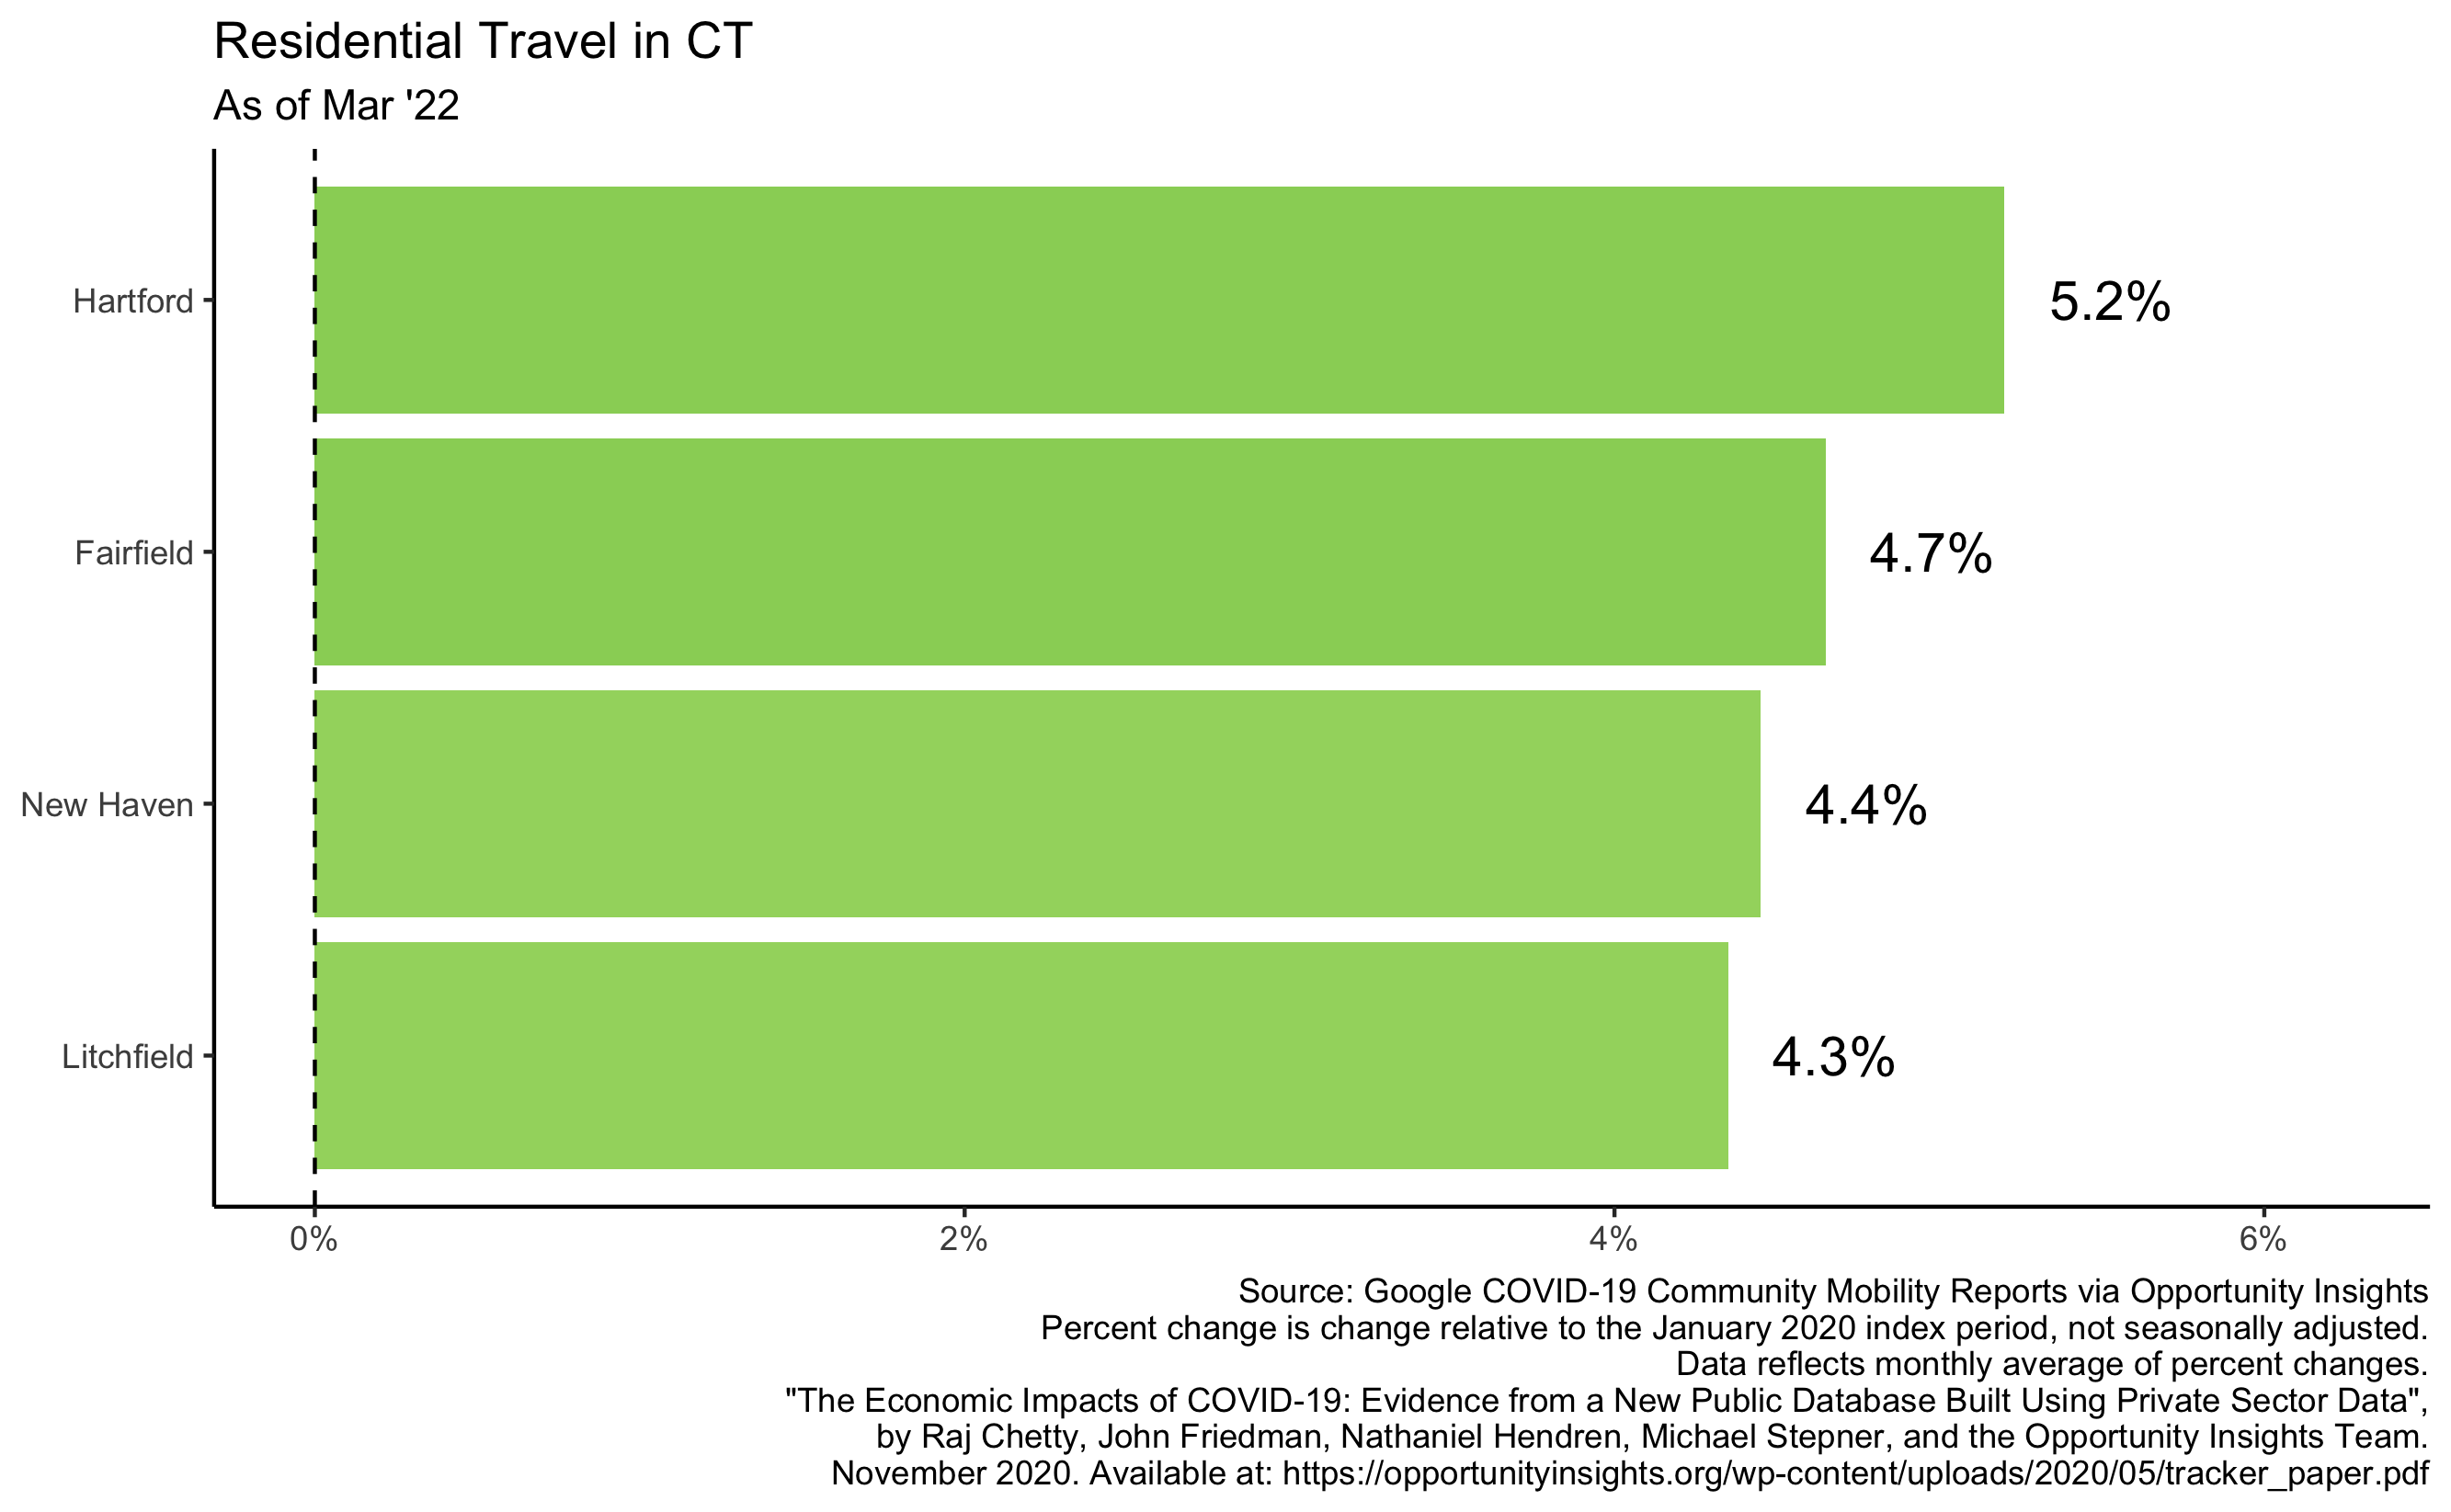 Residential Travel in CT
As of Mar '22
Hartford
5.2%
Fairfield
4.7%
New Haven
4.4%
Litchfield
4.3%
0%
2%
4%
6%
Source: Google COVID-19 Community Mobility Reports via Opportunity Insights
Percent change is change relative to the January 2020 index period, not seasonally adjusted.
Data reflects monthly average of percent changes.
"The Economic Impacts of COVID-19: Evidence from a New Public Database Built Using Private Sector Data",
by Raj Chetty, John Friedman, Nathaniel Hendren, Michael Stepner, and the Opportunity Insights Team.
November 2020. Available at: https://opportunityinsights.org/wp-content/uploads/2020/05/tracker_paper.pdf